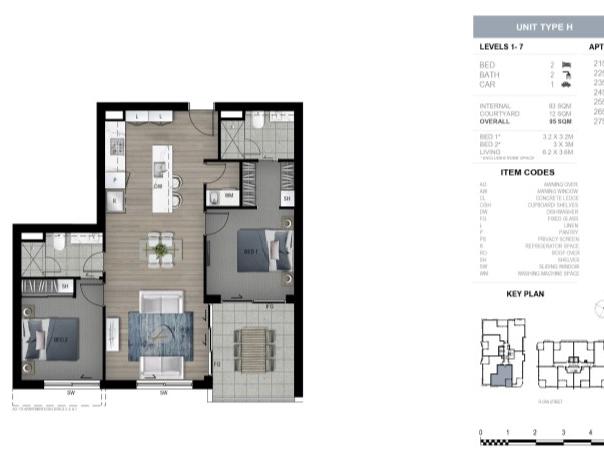 UNIT TYPE H
LEVELS 1- 7 APT
BED 2
BATH 2
CAR 1
INTERNAL 83 SQM
COURTYARD 12 SQM
OVERALL 95 SQM
BED 1* 3.2 X 3.2M
BED 2* 3 X 3M
LIVING 6.2 X 3.6M
* EXCLUDES ROBE SPACE
ITEM CODES
AO AWNING OVER
AW AWNING WINDOW
CL CONCRETE LEDGE
CBSH CUPBOARD/ SHELVES
DW DISHWASHER
FG FIXED GLASS
L LINEN
P PANTRY
PS PRIVACY SCREEN
R REFRIGERATOR SPACE
RO ROOF OVER
SH SHELVES
SW SLIDING WINDOW
WM WASHING MACHINE SPACE
KEY PLAN
0 1 2 3 4
DW
R
WM
SH
BED 1
SH
BED 2
FG
FG
SW
SW